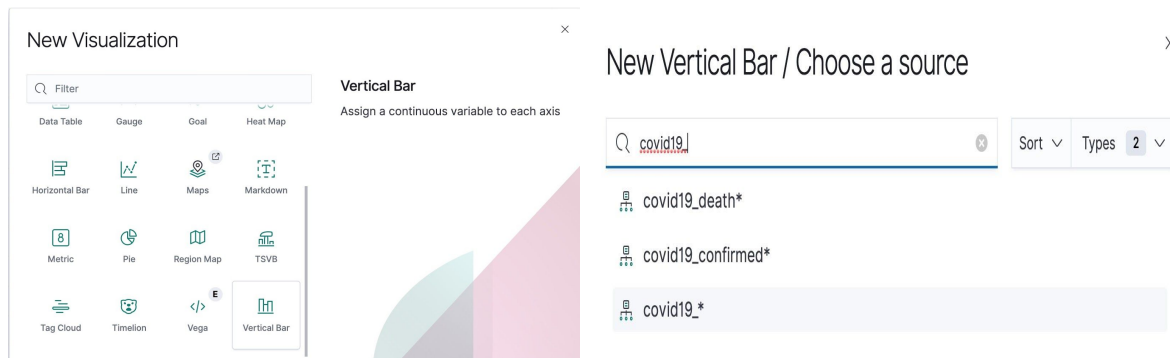 New Visualization
Filter
Data Table Gauge Goal Heat Map
Horizontal Bar Line Maps Markdown
8
Metric Pie Region Map TSVB
E
Tag Cloud Timelion Vega Vertical Bar
Vertical Bar
Assign a continuous variable to each axis
New Vertical Bar / Choose a source
covid19_ Sort Types 2
covid19_death*
covid19_confirmed*
covid19_*